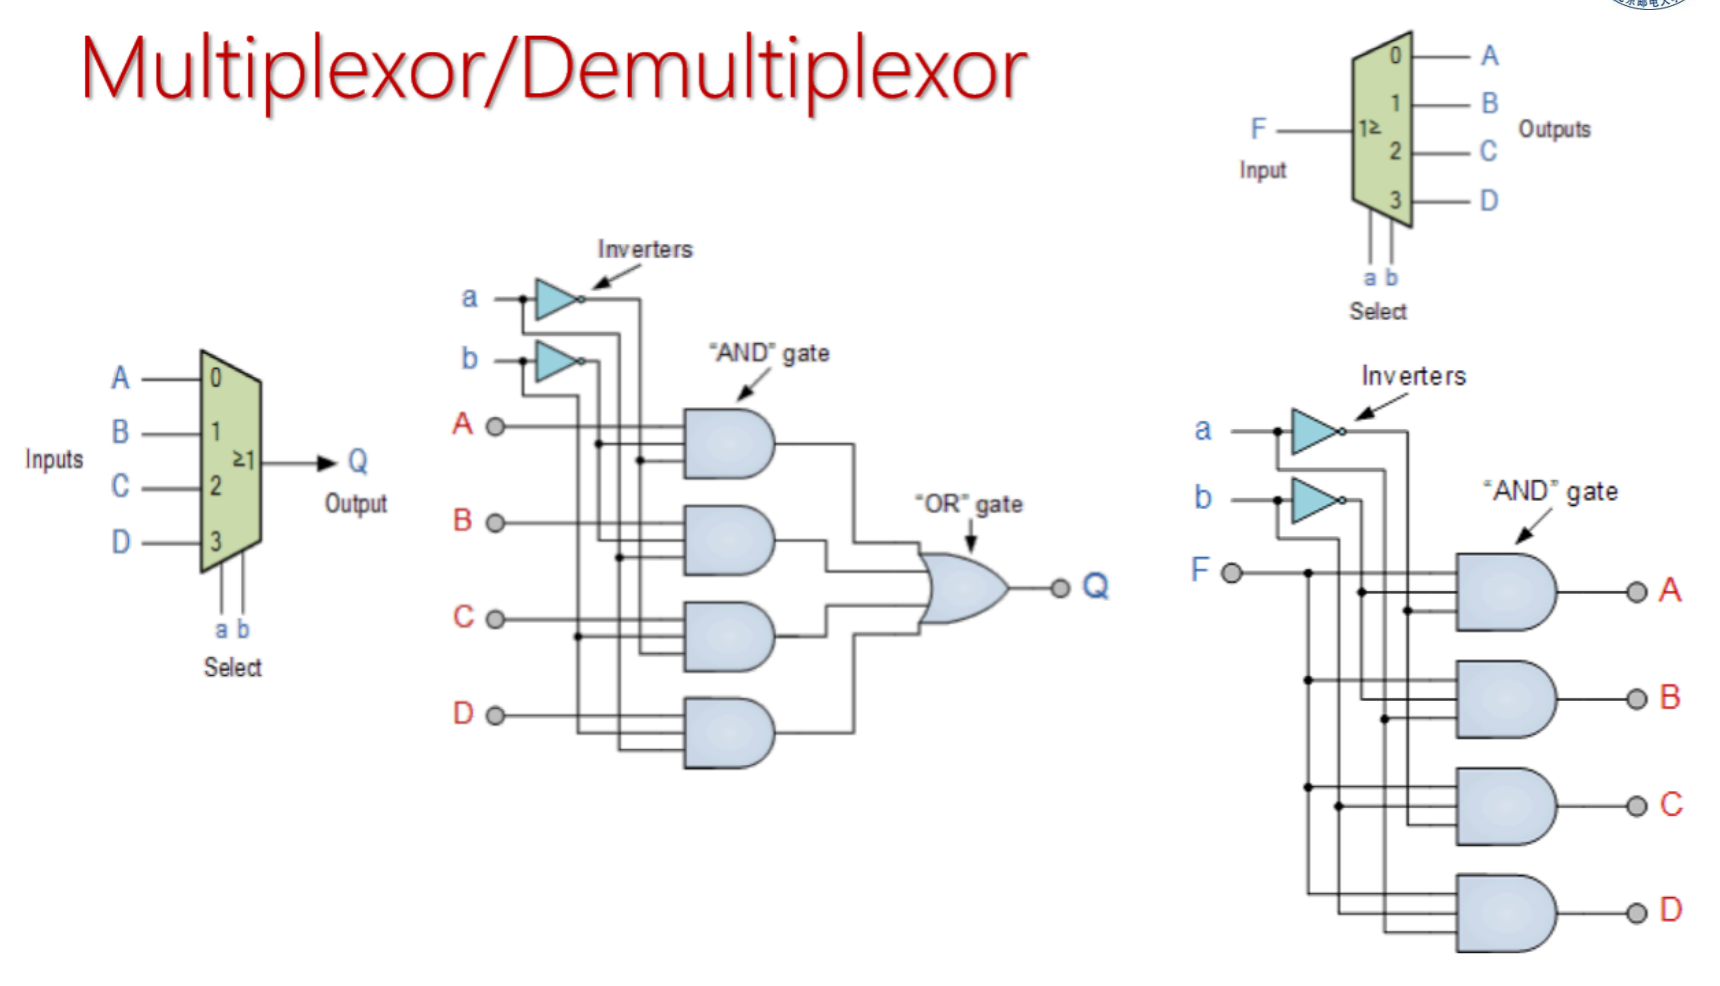 Multiplexor/Demultiplexor
F
Input
1≥
0
1
2
3
A
B
C
D
Outputs
a b
Select
Inputs
A
B
C
D
0
1
2
3
≥1
Q
Output
a b
Select
Inverters
a
b
"AND" gate
A
B
C
D
"OR" gate
Q
Inverters
a
b
"AND" gate
F
A
B
C
D